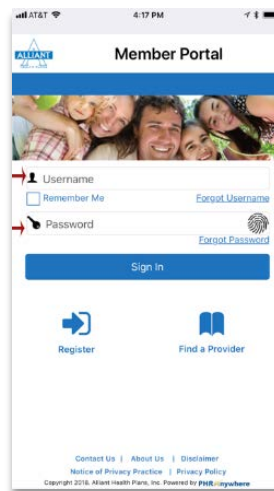 AT&T 4:17 PM
ALLIANT
Member Portal
Username
Remember Me Forgot Username
Password
Forgot Password
Sign In
Register Find a Provider
Contact Us | About Us | Disclaimer
Notice of Privacy Practice | Privacy Policy
Copyright 2018, Alliant Health Plans, Inc. Powered by PHR Anywhere